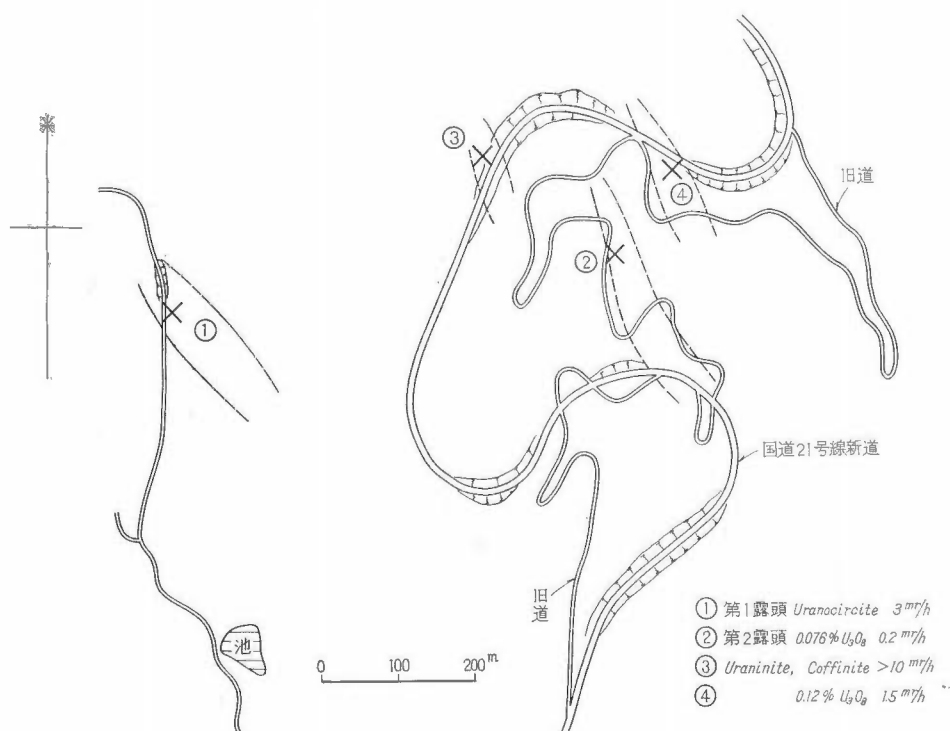 ③
④
旧道
②
①
国道21号線新道
旧道
池
0 100 200 m
① 第1露頭 Uranocircite 3 mr/h
② 第2露頭 0.076% U₃O₈ 0.2 mr/h
③ Uraninite, Coffinite >10 mr/h
④ 0.12% U₃O₈ 1.5 mr/h